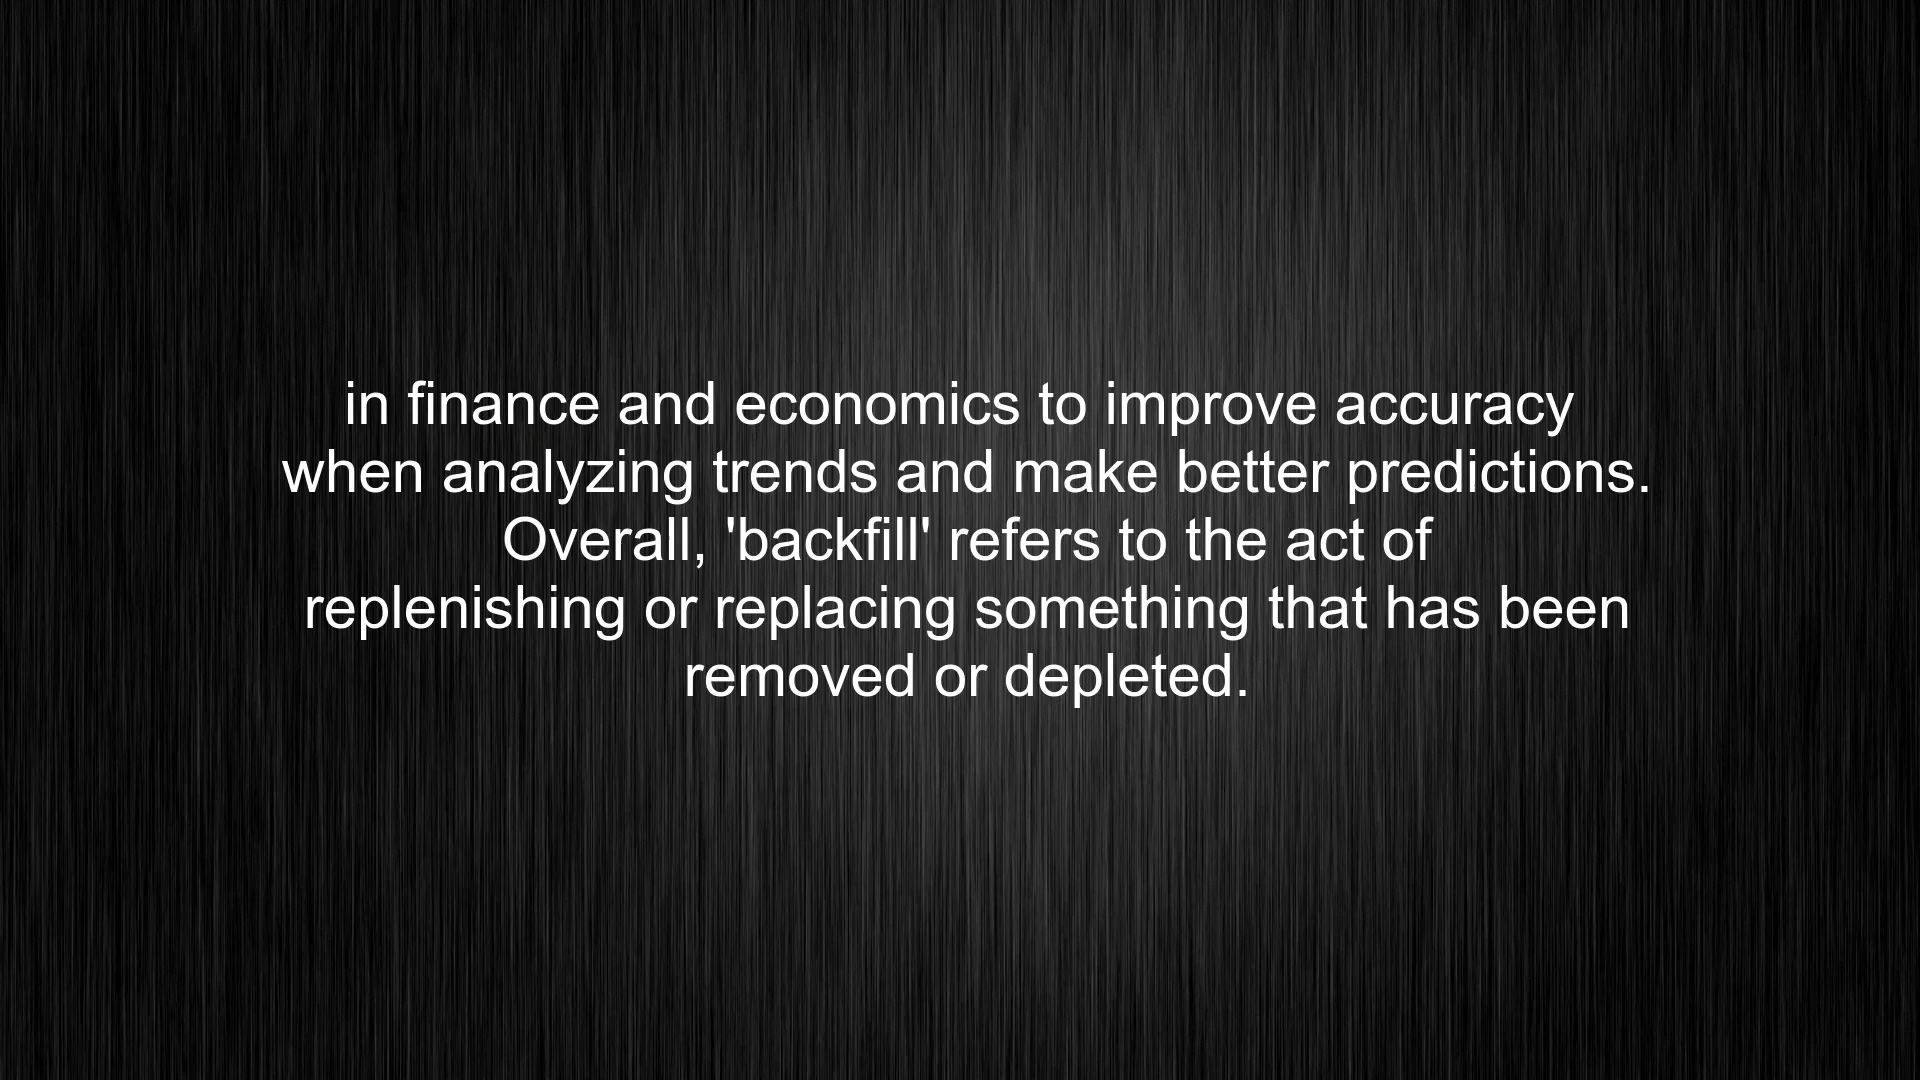 in finance and economics to improve accuracy
when analyzing trends and make better predictions.
Overall, 'backfill' refers to the act of
replenishing or replacing something that has been
removed or depleted.